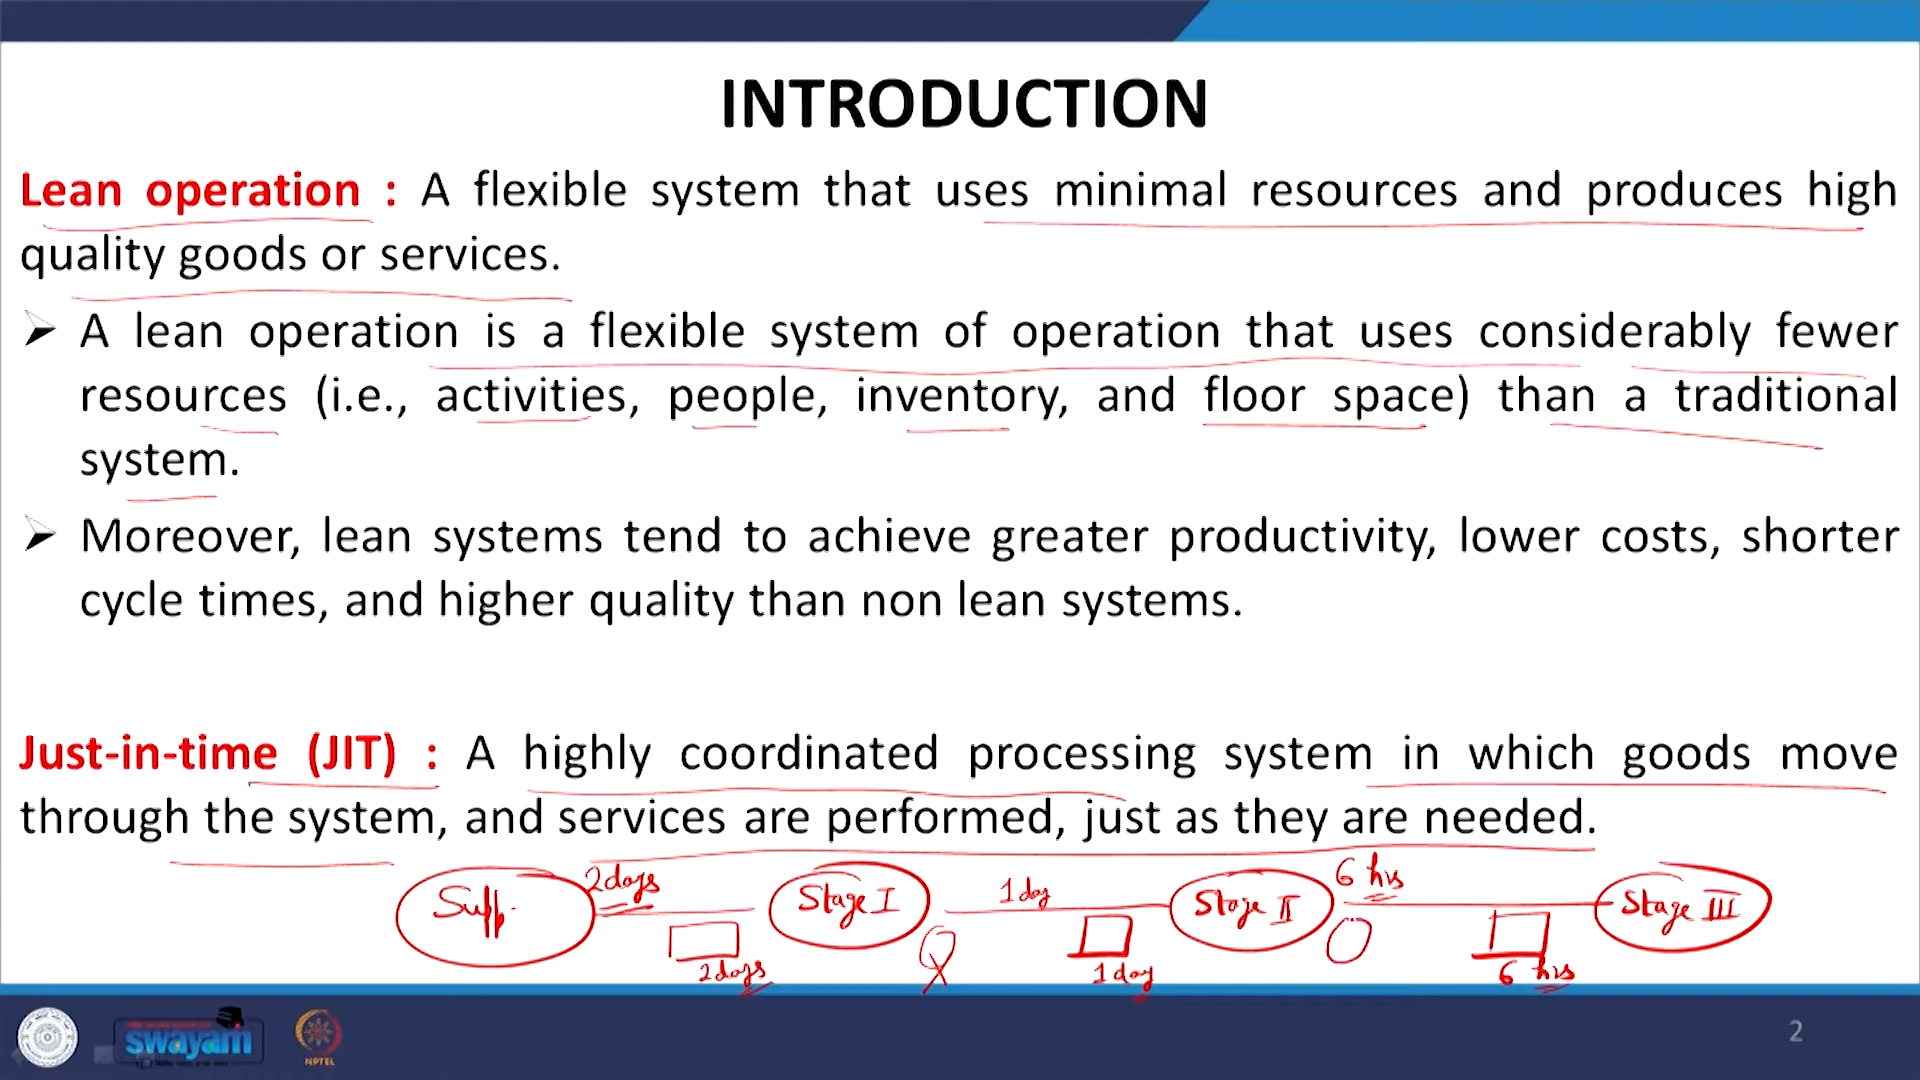 INTRODUCTION
Lean operation : A flexible system that uses minimal resources and produces high
quality goods or services.
➢ A lean operation is a flexible system of operation that uses considerably fewer
resources (i.e., activities, people, inventory, and floor space) than a traditional
system.
➢ Moreover, lean systems tend to achieve greater productivity, lower costs, shorter
cycle times, and higher quality than non lean systems.
Just-in-time (JIT) : A highly coordinated processing system in which goods move
through the system, and services are performed, just as they are needed.
Supp. 2 days Stage I 1 day Stage II 6 hrs Stage III
2 days 1 day 6 hrs
swayam
NPTEL
2